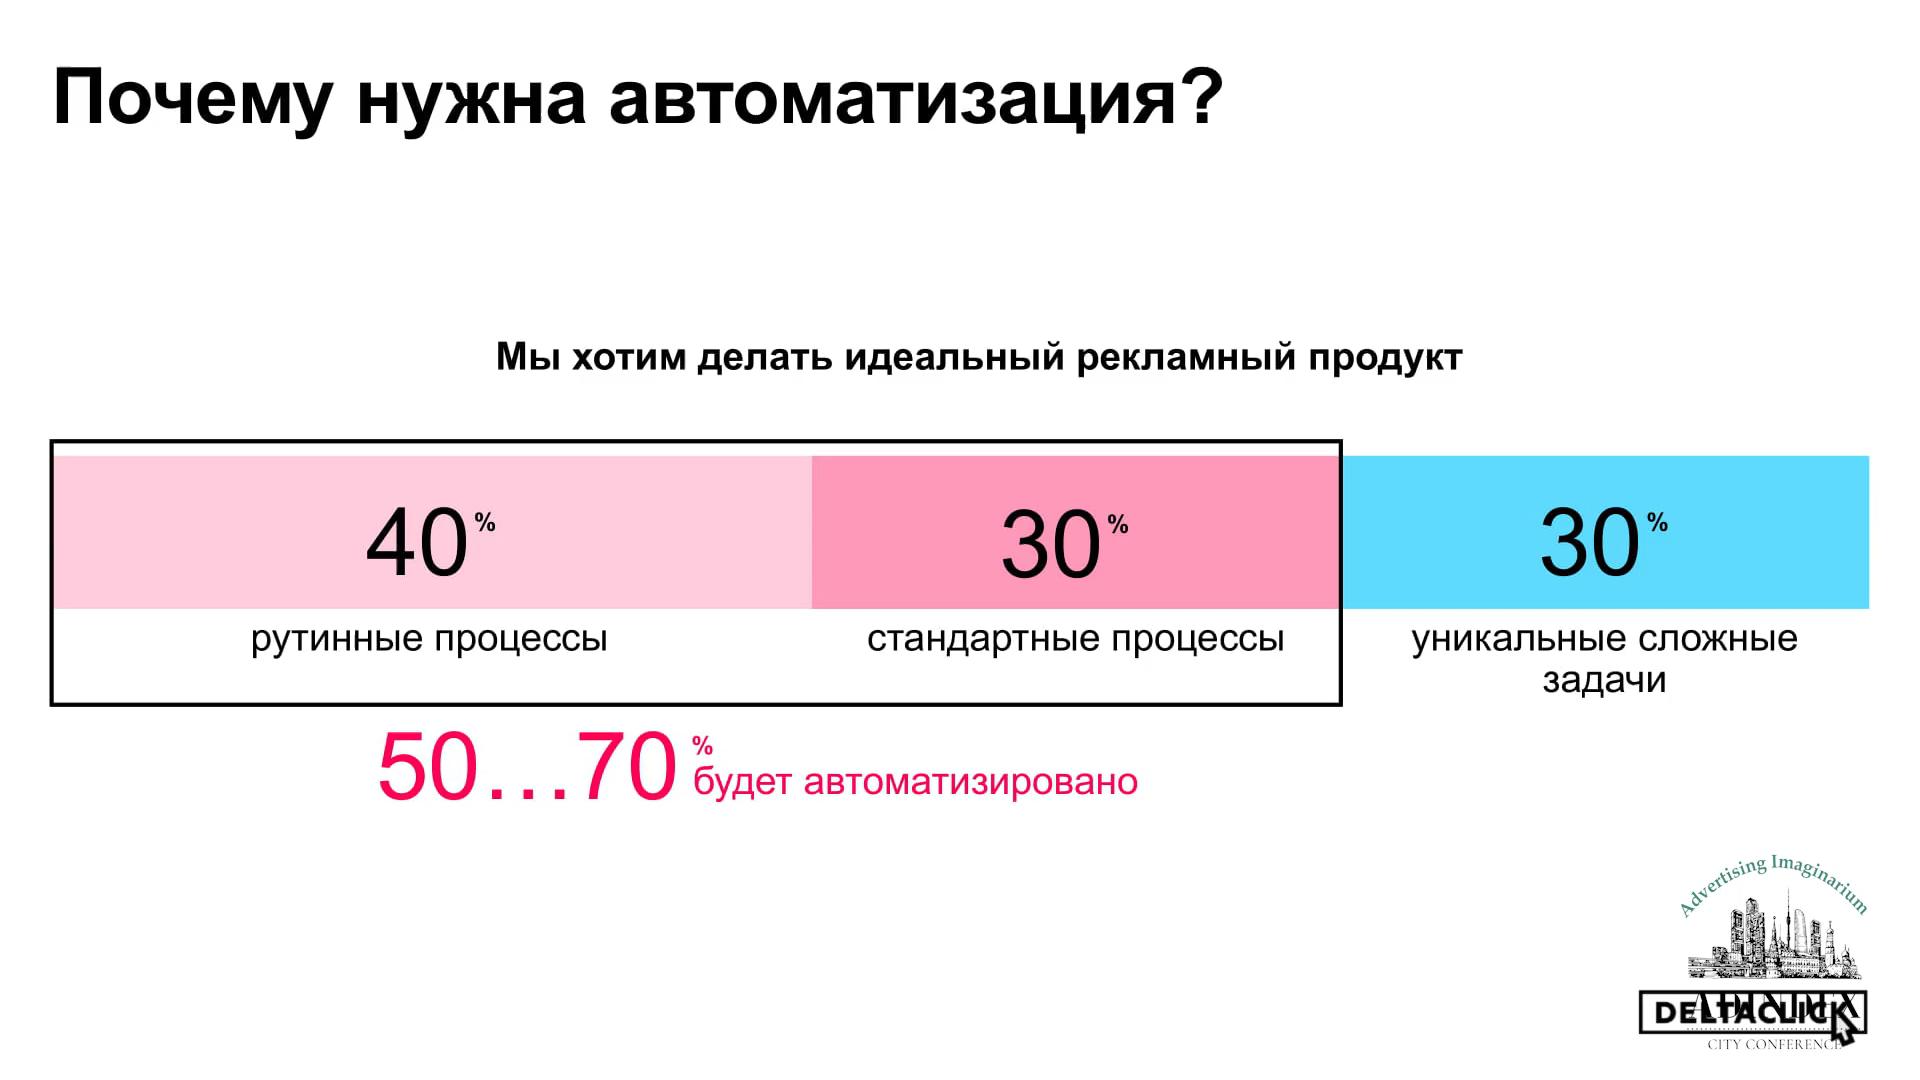 Почему нужна автоматизация?
Мы хотим делать идеальный рекламный продукт
40%
30%
30%
рутинные процессы
стандартные процессы
уникальные сложные
задачи
50...70%
будет автоматизировано
Advertising Imaginarium
ADINDEX
DELTACLICK
CITY CONFERENCE